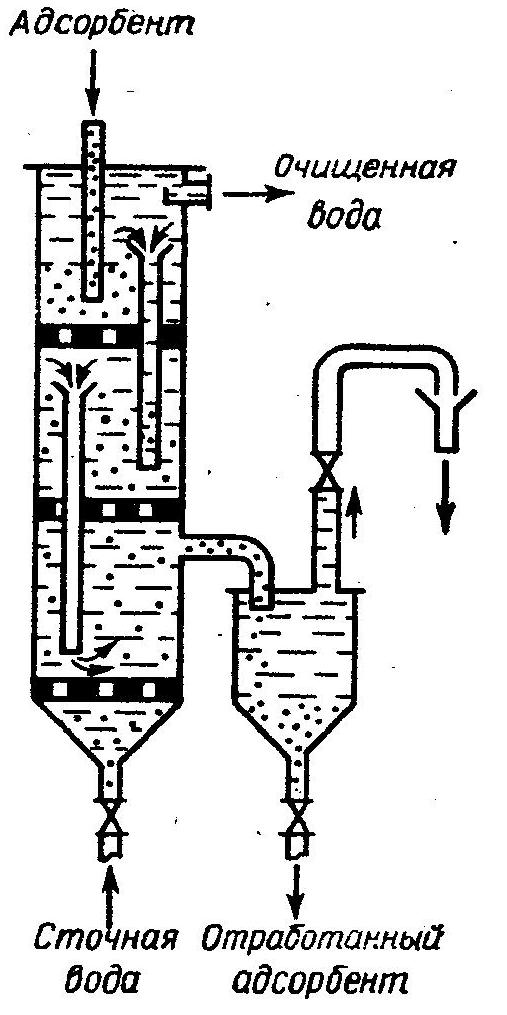 Адсорбент
Очищенная
вода
Сточная
вода
Отработанный
адсорбент